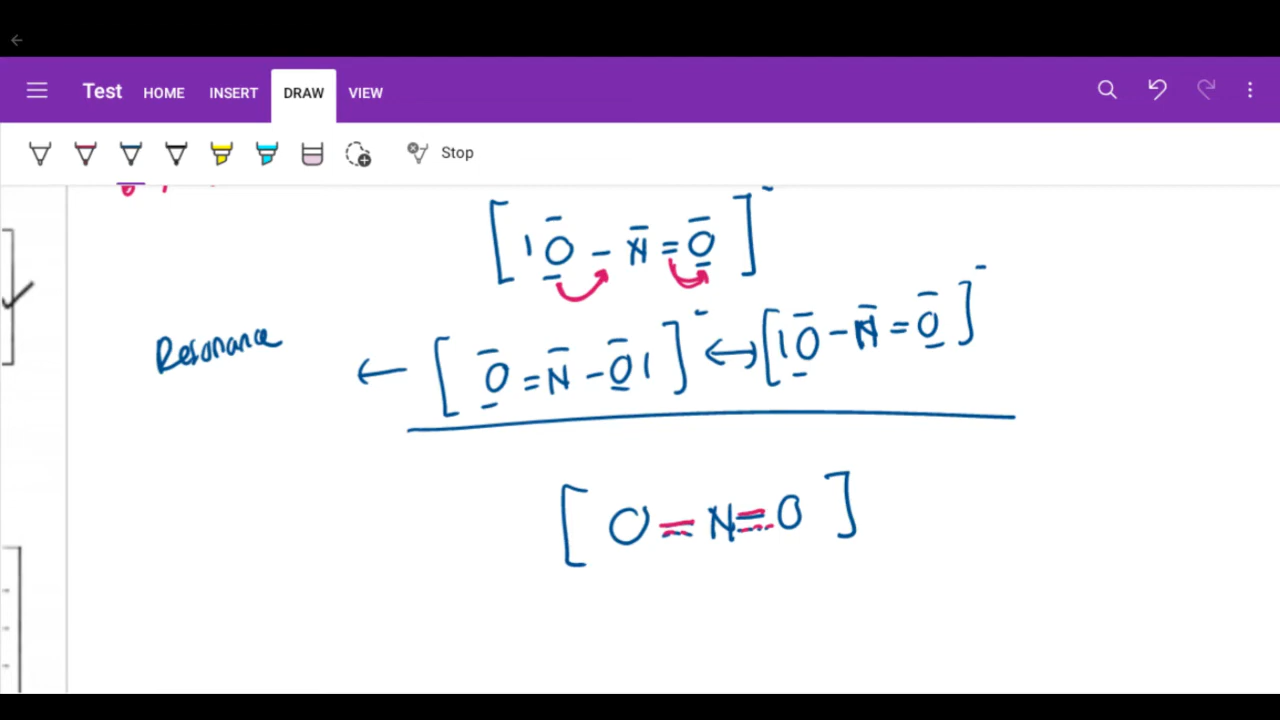 Test HOME INSERT DRAW VIEW
Stop
[ |O - N = O ]⁻
Resonance ← [ O = N - O| ]⁻ ↔ [ |O - N = O ]⁻
[ O = N = O ]